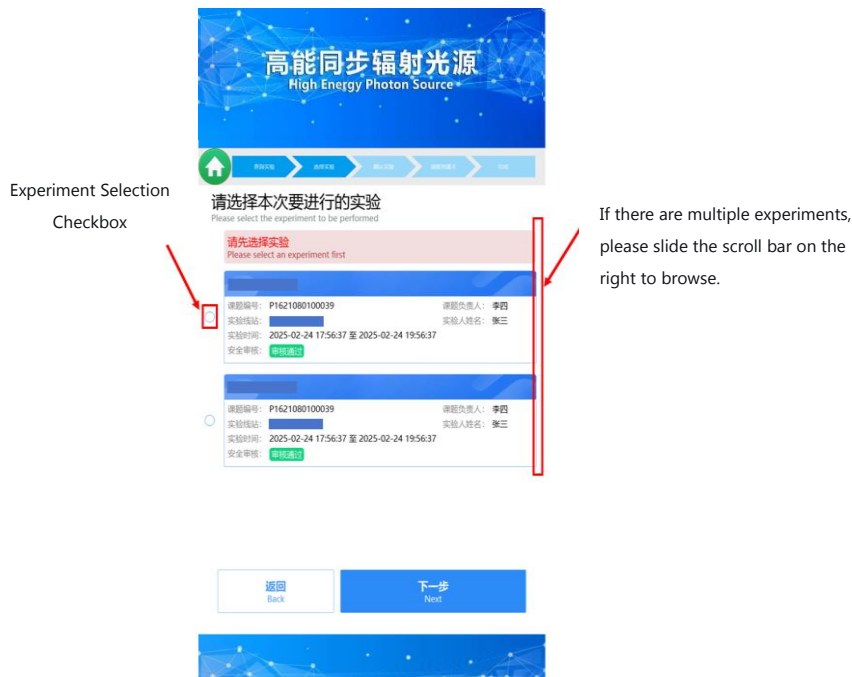 高能同步辐射光源
High Energy Photon Source
选择实验
完成
请选择本次要进行的实验
Please select the experiment to be performed
Experiment Selection
Checkbox
If there are multiple experiments,
please slide the scroll bar on the
right to browse.
请先选择实验
Please select an experiment first
课题编号： P1621080100039 课题负责人： 李四
实验线站： 实验人姓名： 张三
实验时间： 2025-02-24 17:56:37 至 2025-02-24 19:56:37
安全审核： 审核通过
课题编号： P1621080100039 课题负责人： 李四
实验线站： 实验人姓名： 张三
实验时间： 2025-02-24 17:56:37 至 2025-02-24 19:56:37
安全审核： 审核通过
返回
Back
下一步
Next